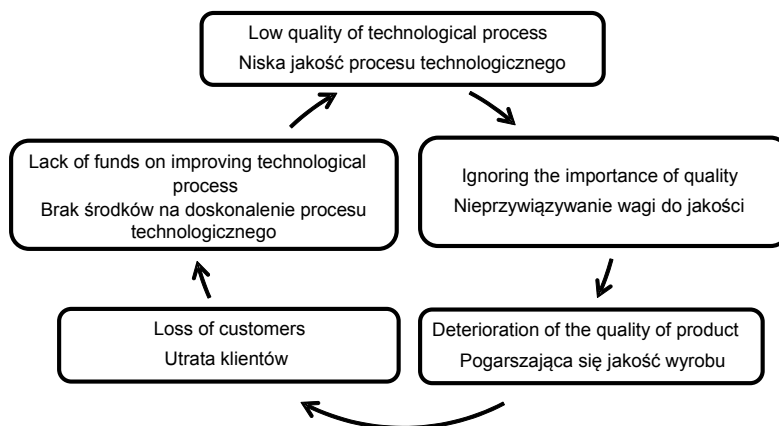 Low quality of technological process
Niska jakość procesu technologicznego
Lack of funds on improving technological
process
Brak środków na doskonalenie procesu
technologicznego
Ignoring the importance of quality
Nieprzywiązywanie wagi do jakości
Loss of customers
Utrata klientów
Deterioration of the quality of product
Pogarszająca się jakość wyrobu